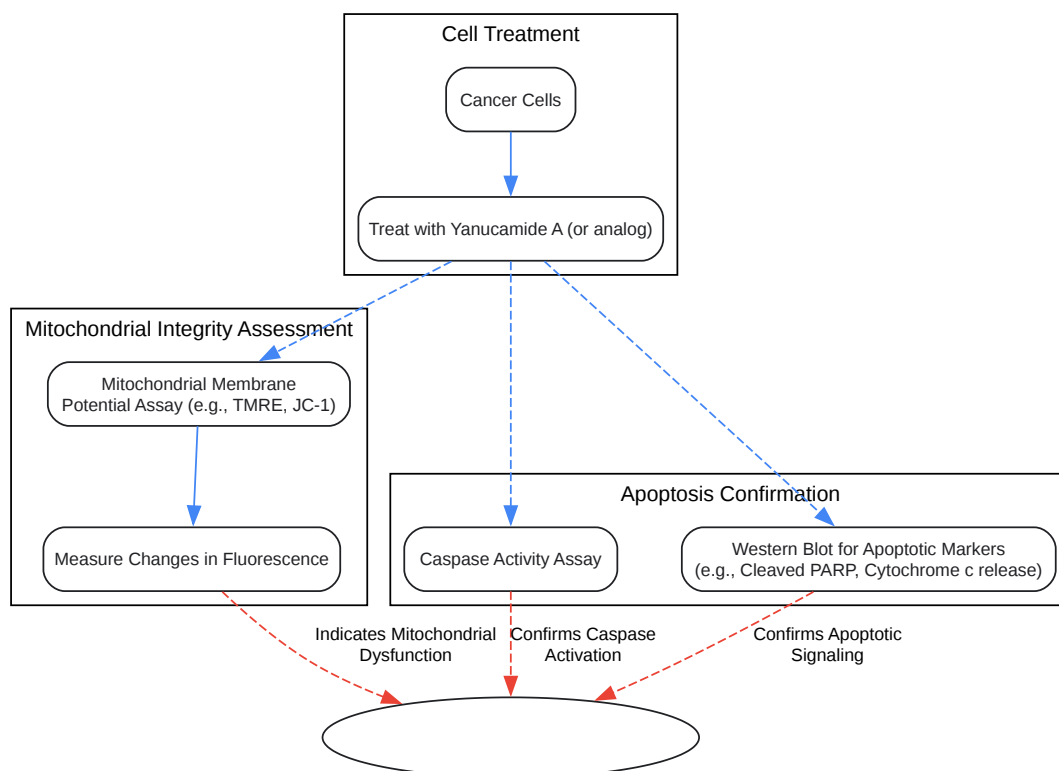 Cell Treatment
Cancer Cells
Treat with Yanucamide A (or analog)
Mitochondrial Integrity Assessment
Mitochondrial Membrane
Potential Assay (e.g., TMRE, JC-1)
Measure Changes in Fluorescence
Apoptosis Confirmation
Caspase Activity Assay
Western Blot for Apoptotic Markers
(e.g., Cleaved PARP, Cytochrome c release)
Indicates Mitochondrial
Dysfunction
Confirms Caspase
Activation
Confirms Apoptotic
Signaling